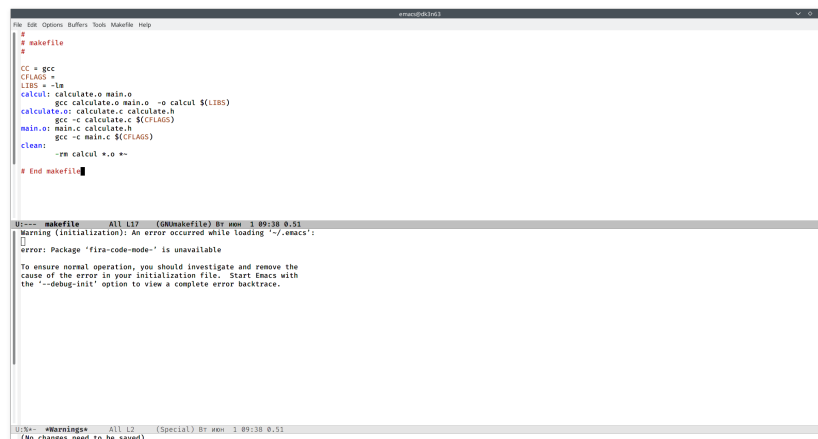 emacs@dk3n63
File Edit Options Buffers Tools Makefile Help
#
# makefile
#
CC = gcc
CFLAGS =
LIBS = -lm
calcul: calculate.o main.o
gcc calculate.o main.o -o calcul $(LIBS)
calculate.o: calculate.c calculate.h
gcc -c calculate.c $(CFLAGS)
main.o: main.c calculate.h
gcc -c main.c $(CFLAGS)
clean:
-rm calcul *.o *~
# End makefile
U:--- makefile All L17 (GNUmakefile) Вт июн 1 09:38 0.51
Warning (initialization): An error occurred while loading ‘~/.emacs’:
error: Package ‘fira-code-mode-’ is unavailable
To ensure normal operation, you should investigate and remove the
cause of the error in your initialization file. Start Emacs with
the ‘--debug-init’ option to view a complete error backtrace.
U:%*- *Warnings* All L2 (Special) Вт июн 1 09:38 0.51
(No changes need to be saved)